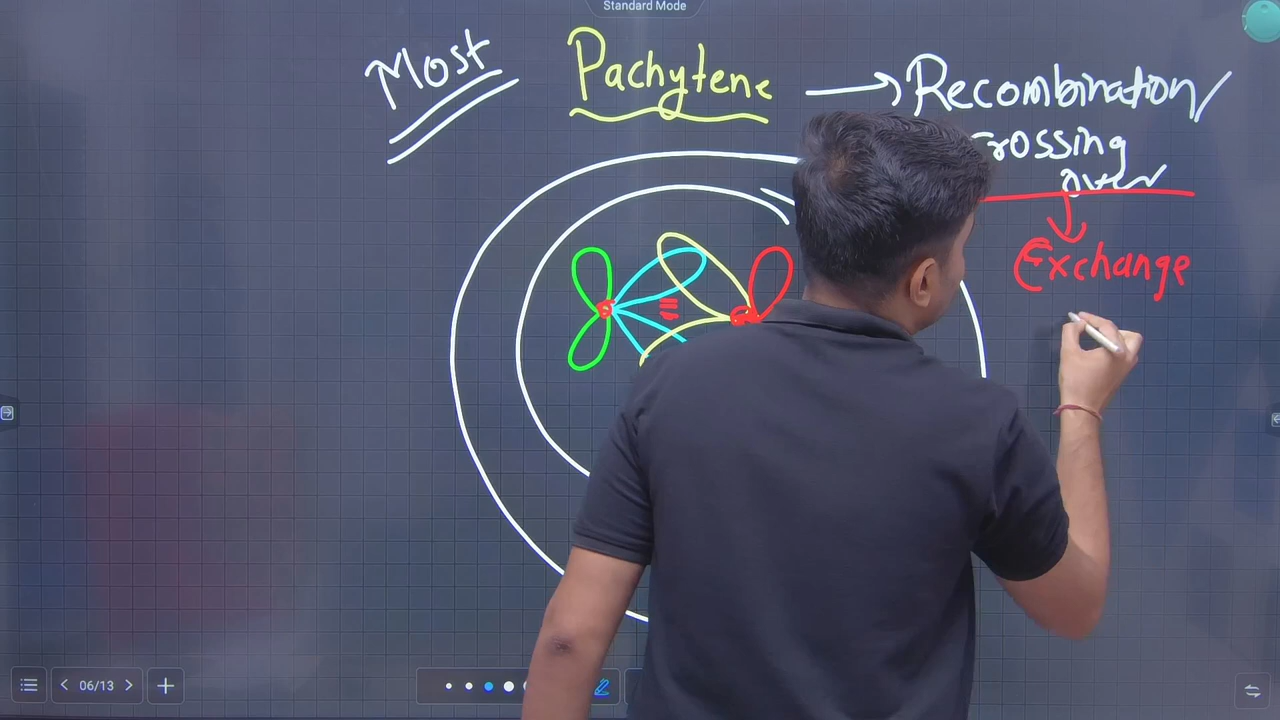 Standard Mode
Most Pachytene → Recombination
crossing
over
Exchange
06/13